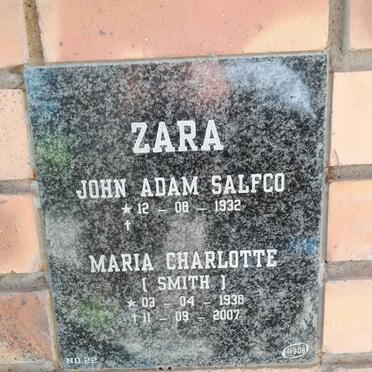 ZARA
JOHN ADAM SALFCO
★ 12 - 08 - 1932
†
MARIA CHARLOTTE
( SMITH )
★ 03 - 04 - 1938
† 11 - 09 - 2007
NO. 22